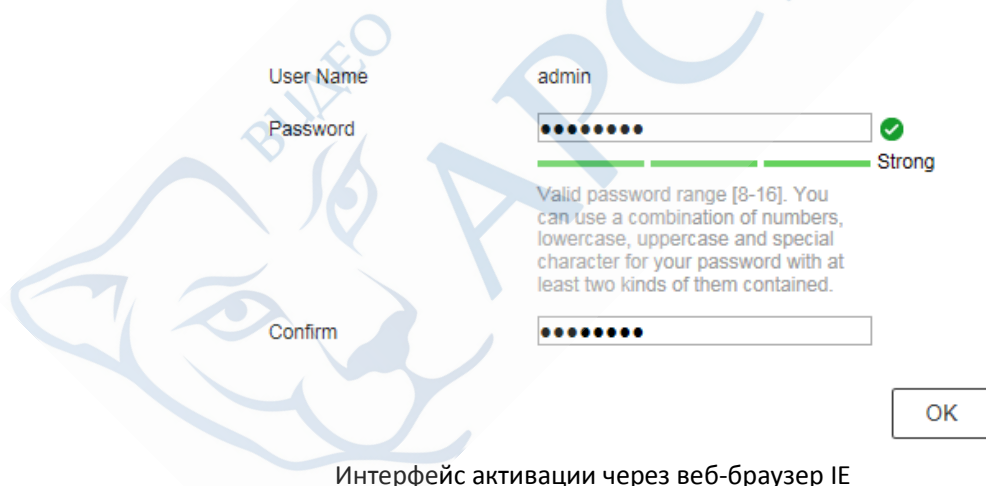 ВИДЕО
АРС
User Name admin
Password ●●●●●●●●
Strong
Valid password range [8-16]. You
can use a combination of numbers,
lowercase, uppercase and special
character for your password with at
least two kinds of them contained.
Confirm ●●●●●●●●
OK
Интерфейс активации через веб-браузер IE